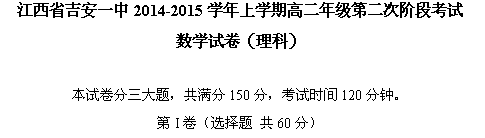 江西省吉安一中 2014-2015 学年上学期高二年级第二次阶段考试
数学试卷（理科）
本试卷分三大题，共满分 150 分，考试时间 120 分钟。
第 I 卷（选择题 共 60 分）